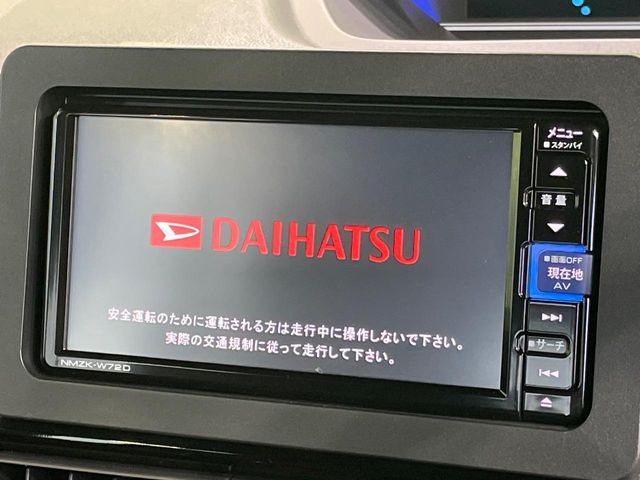 DAIHATSU
安全運転のために運転される方は走行中に操作しないで下さい。
実際の交通規制に従って走行して下さい。
NMZK-W72D
メニュー
スタンバイ
音量
画面OFF
現在地
AV
サーチ